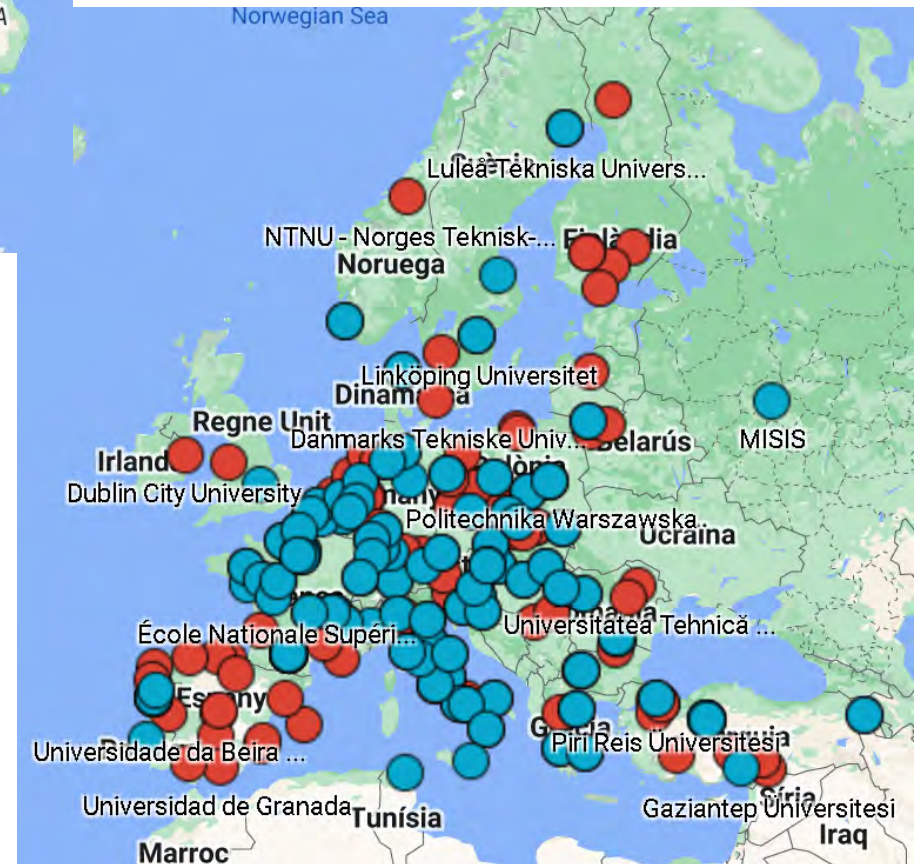 A
Norwegian Sea
Luleå Tekniska Univers...
NTNU - Norges Teknisk-...
Noruega
Linköping Universitet
Regne Unit
Danmarks Tekniske Univ...
Belarús
MISIS
Dublin City University
Politechnika Warszawska
Ucraïna
École Nationale Supéri...
Universitatea Tehnică ...
Espany
Piri Reis Üniversitesi
Universidade da Beira ...
Universidad de Granada
Tunísia
Gaziantep Üniversitesi
Síria
Iraq
Marroc